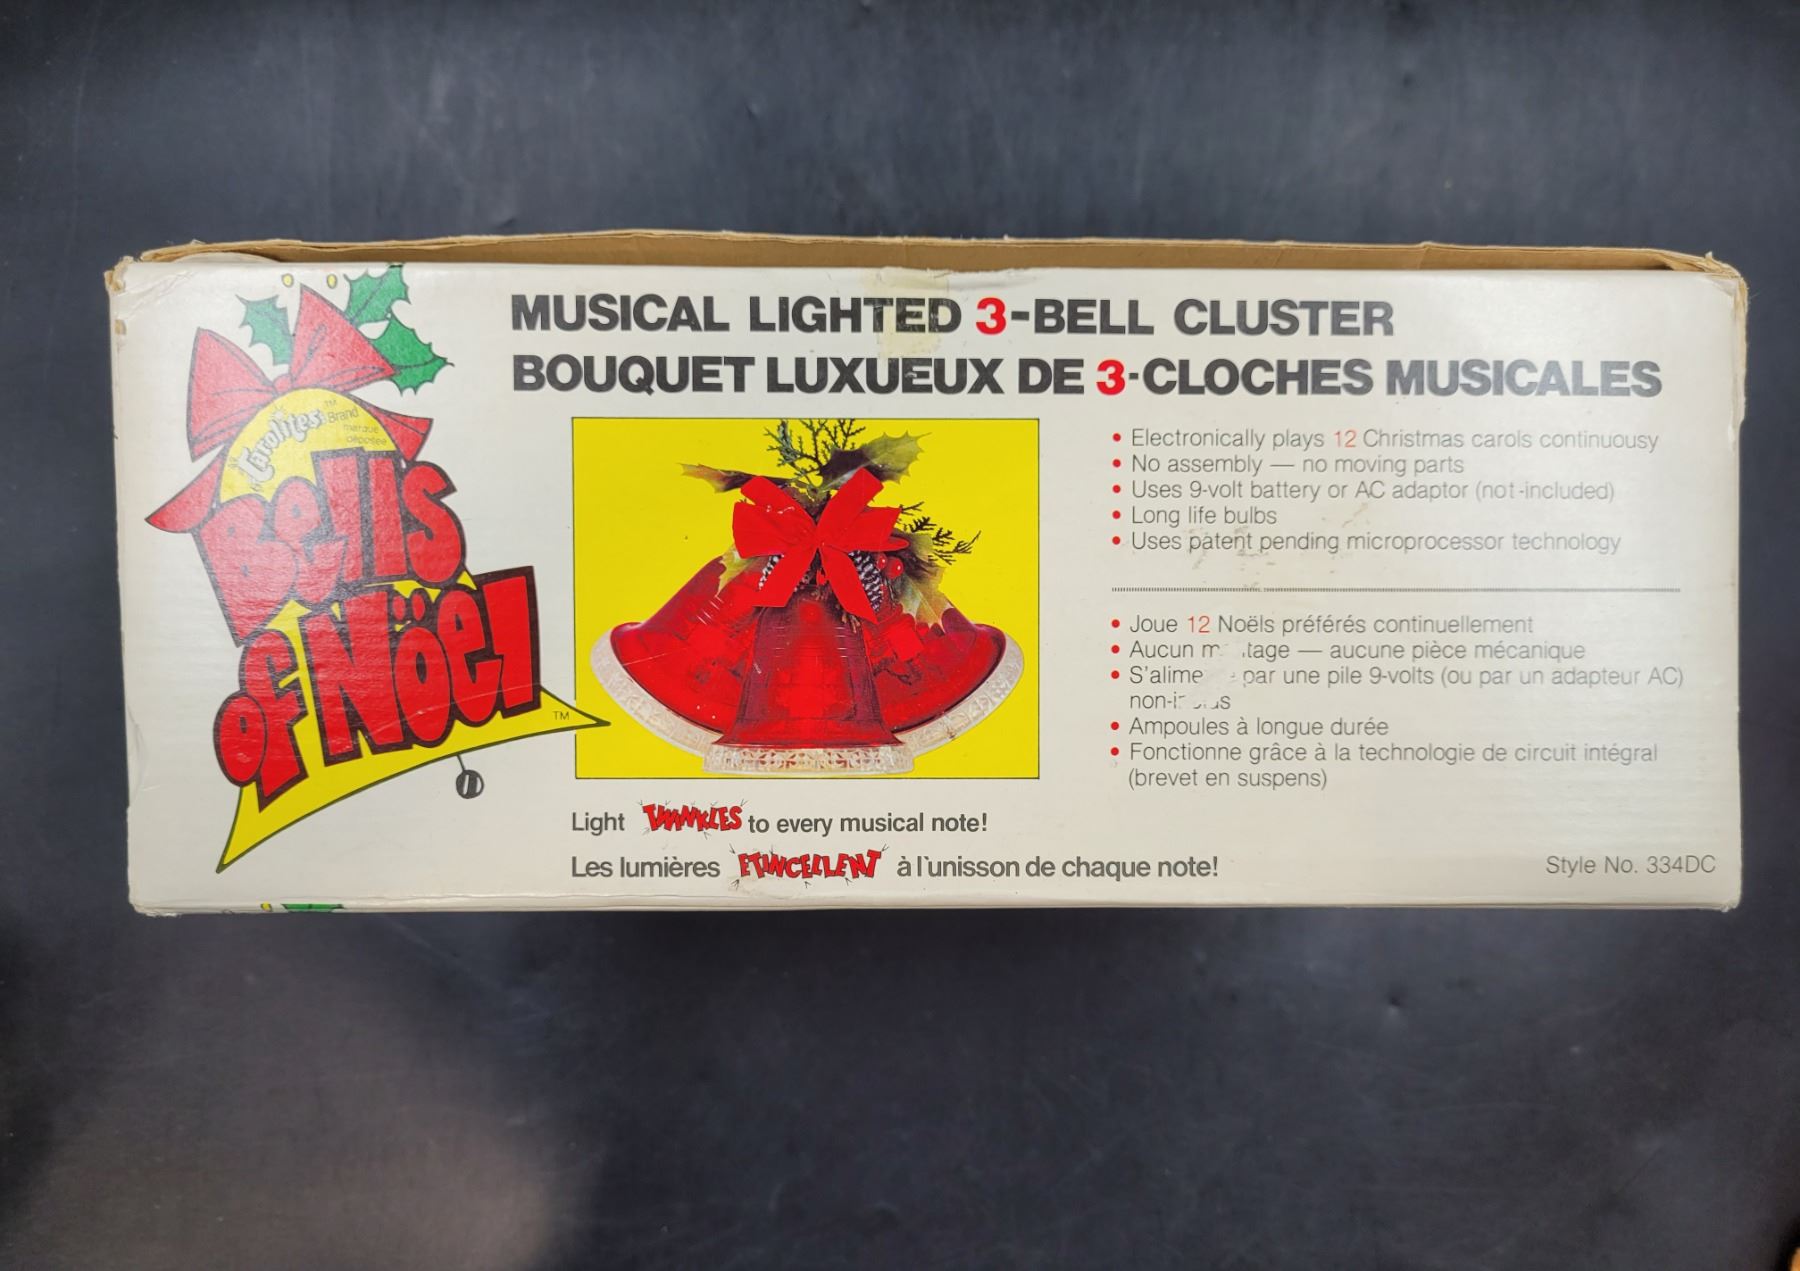 Carolites™ Brand
marque
déposée
Bells
of Nöel
TM
MUSICAL LIGHTED 3-BELL CLUSTER
BOUQUET LUXUEUX DE 3-CLOCHES MUSICALES
• Electronically plays 12 Christmas carols continuousy
• No assembly — no moving parts
• Uses 9-volt battery or AC adaptor (not-included)
• Long life bulbs
• Uses patent pending microprocessor technology
• Joue 12 Noëls préférés continuellement
• Aucun — aucune pièce mécanique
• par une pile 9-volts (ou par un adapteur AC)
• Ampoules à longue durée
• Fonctionne grâce à la technologie de circuit intégral
(brevet en suspens)
Light TWINKLES to every musical note!
Les lumières ETINCELLENT à l'unisson de chaque note!
Style No. 334DC